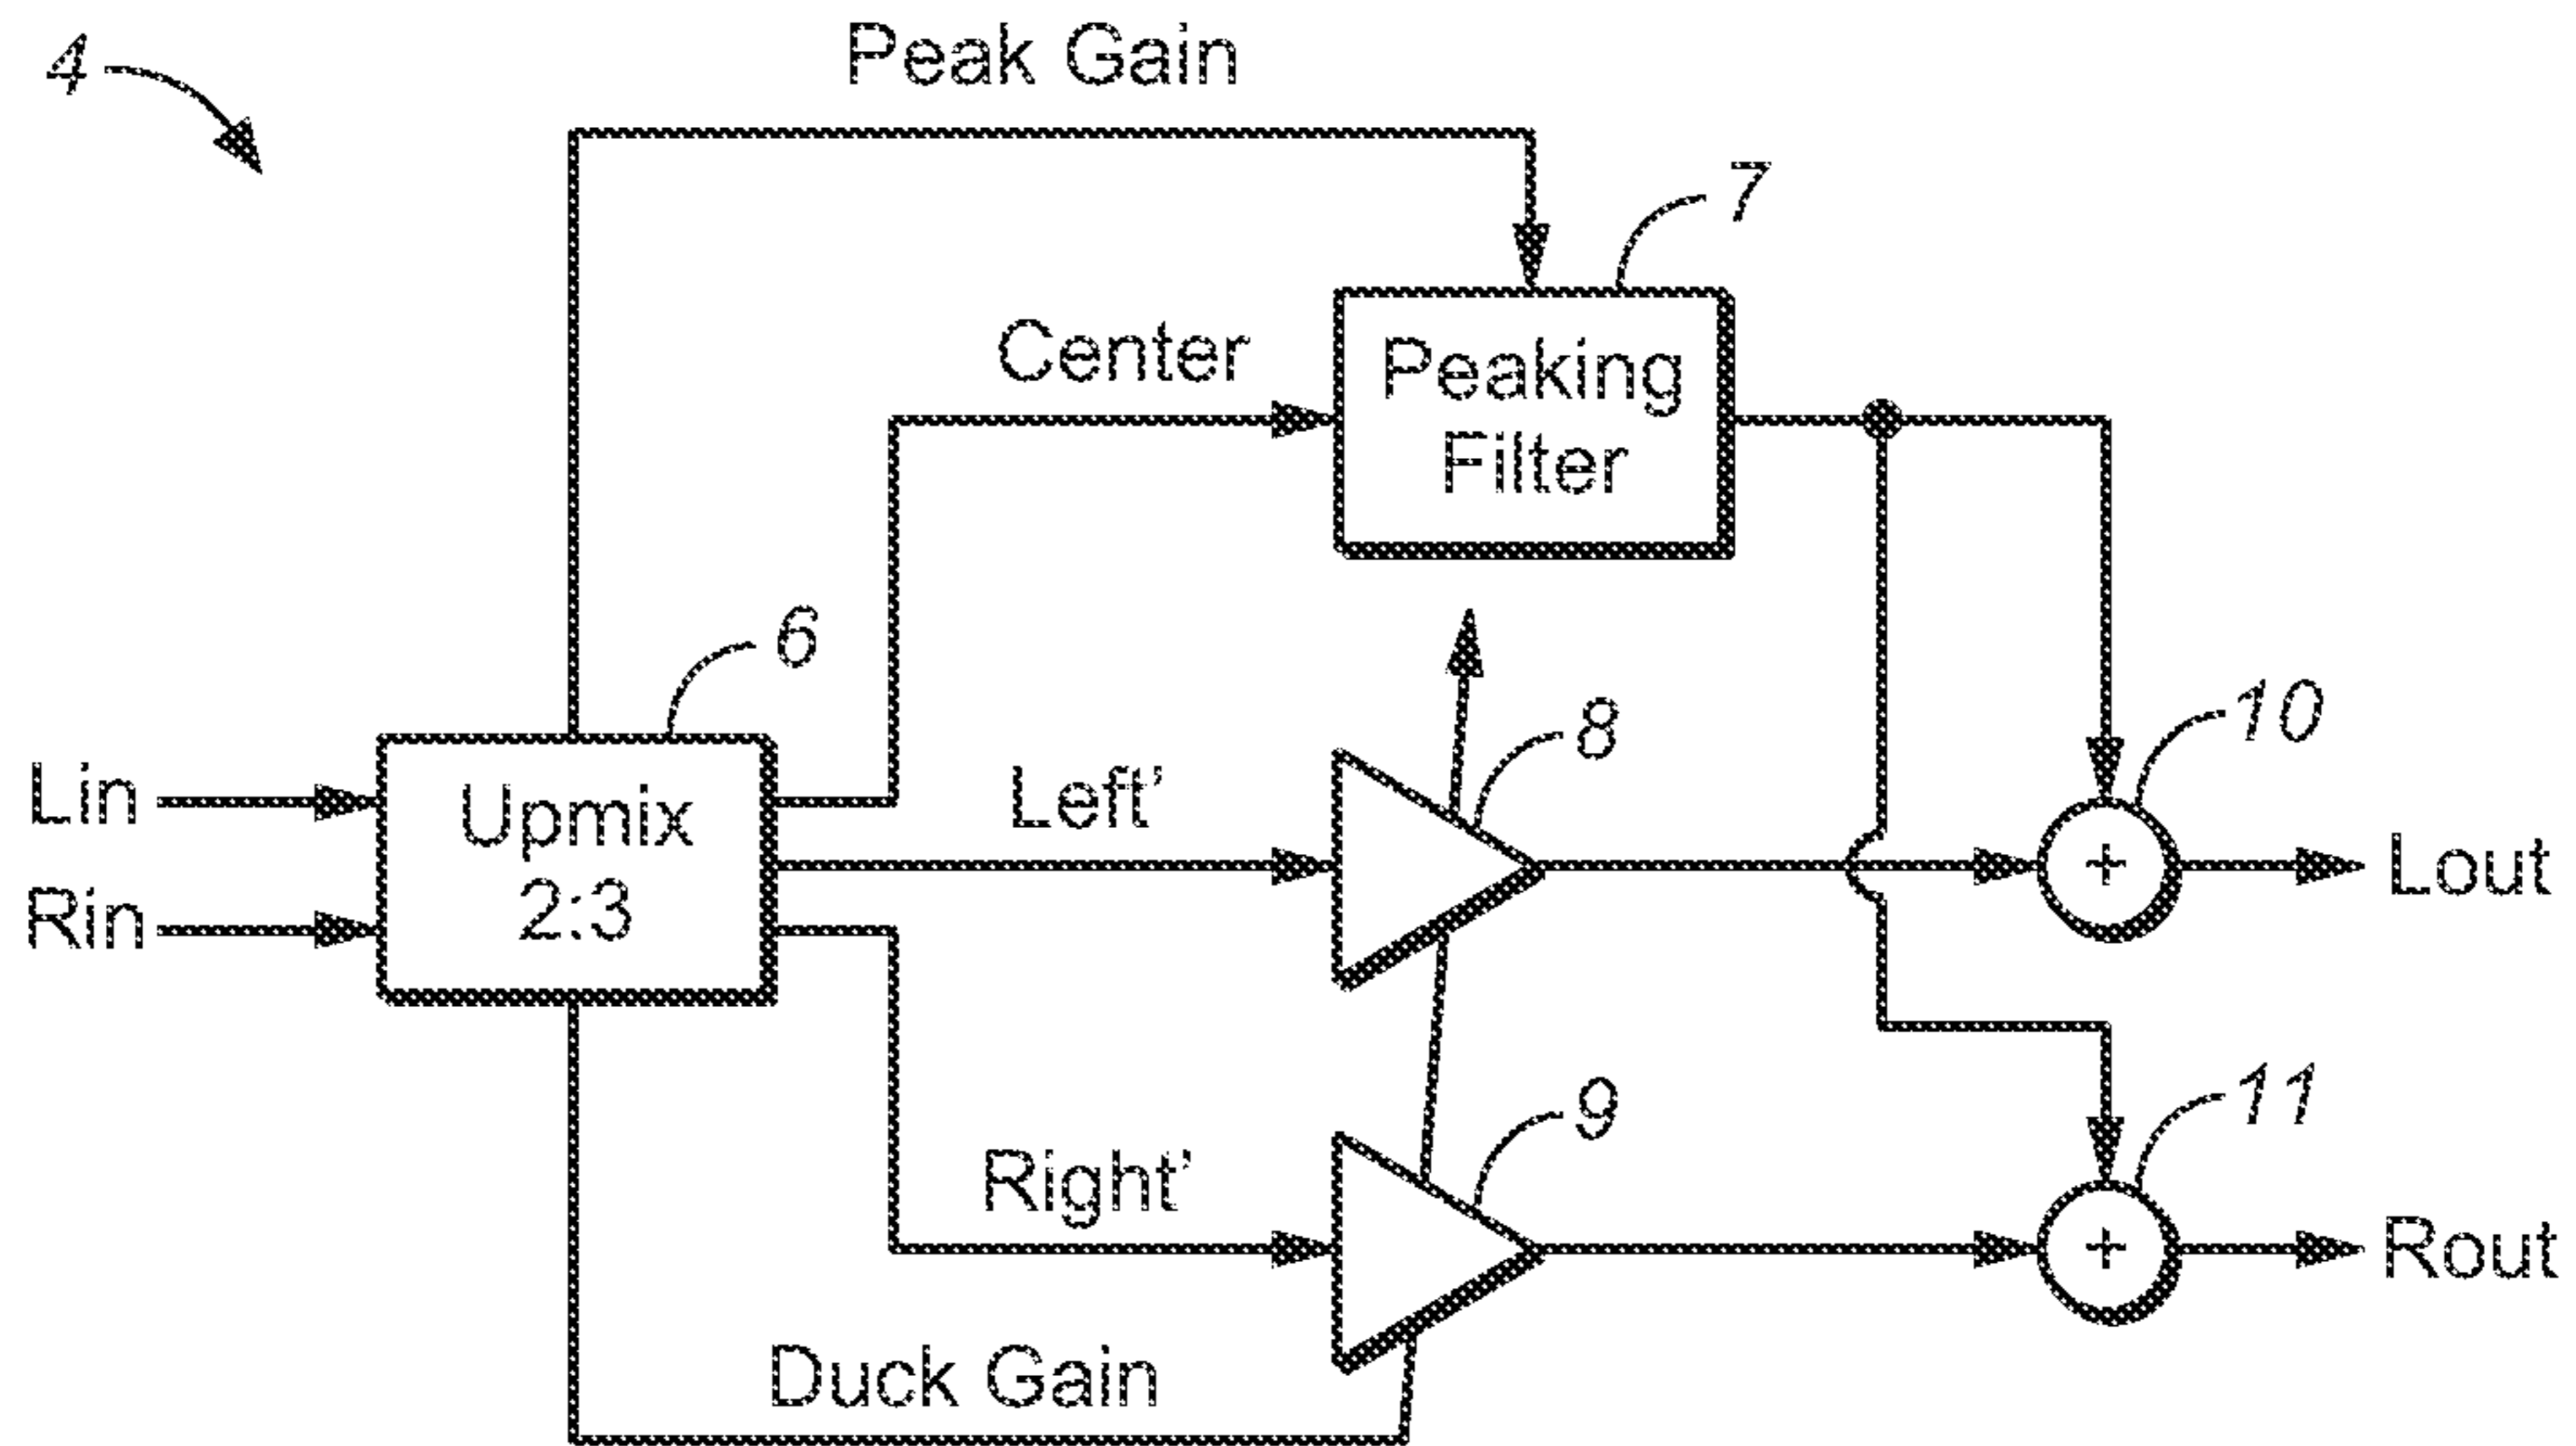 4
Peak Gain
7
Center
Peaking
Filter
6
8
10
Lin
Upmix
2:3
Left'
+
Lout
Rin
9
11
Right'
+
Rout
Duck Gain